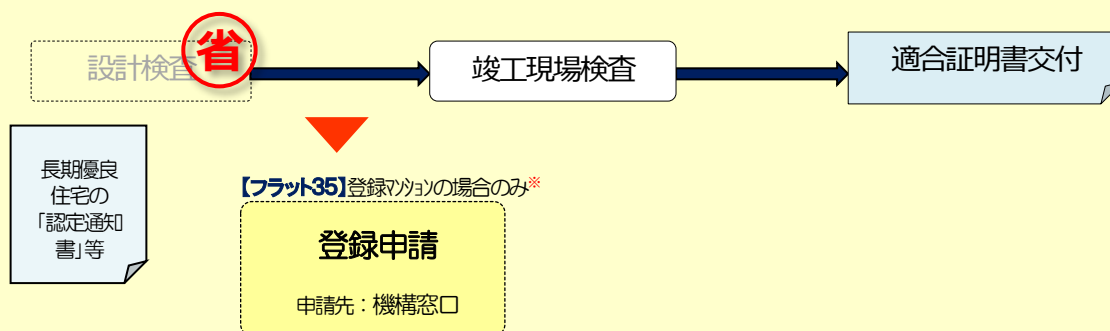 設計検査
省
竣工現場検査
適合証明書交付
長期優良
住宅の
「認定通知
書」等
【フラット35】登録ﾏﾝｼｮﾝの場合のみ※
登録申請
申請先：機構窓口